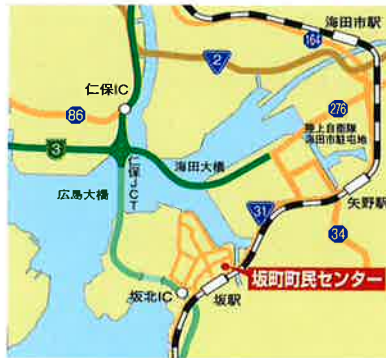 海田市駅
164
2
仁保IC
86
276
陸上自衛隊
海田市駐屯地
3
仁保JCT
海田大橋
矢野駅
広島大橋
31
34
坂町町民センター
坂北IC
坂駅